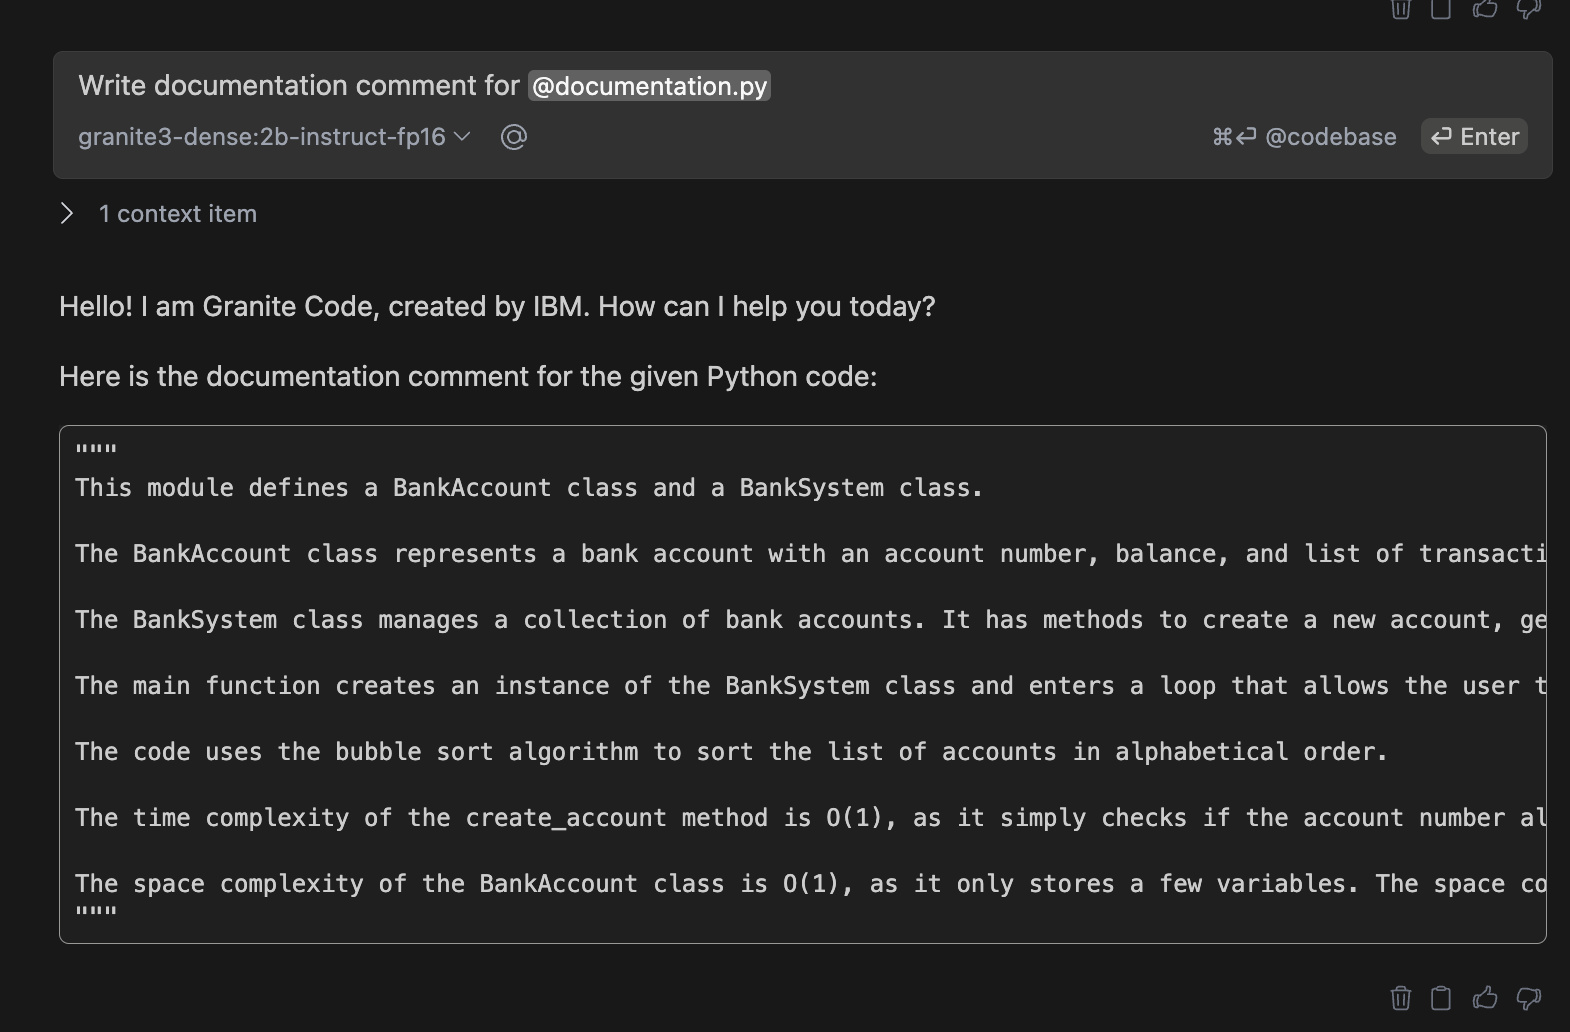 Write documentation comment for @documentation.py
granite3-dense:2b-instruct-fp16 @ ⌘⏎ @codebase ⏎ Enter
1 context item
Hello! I am Granite Code, created by IBM. How can I help you today?
Here is the documentation comment for the given Python code:
"""
This module defines a BankAccount class and a BankSystem class.
The BankAccount class represents a bank account with an account number, balance, and list of transacti
The BankSystem class manages a collection of bank accounts. It has methods to create a new account, ge
The main function creates an instance of the BankSystem class and enters a loop that allows the user t
The code uses the bubble sort algorithm to sort the list of accounts in alphabetical order.
The time complexity of the create_account method is O(1), as it simply checks if the account number al
The space complexity of the BankAccount class is O(1), as it only stores a few variables. The space co
"""